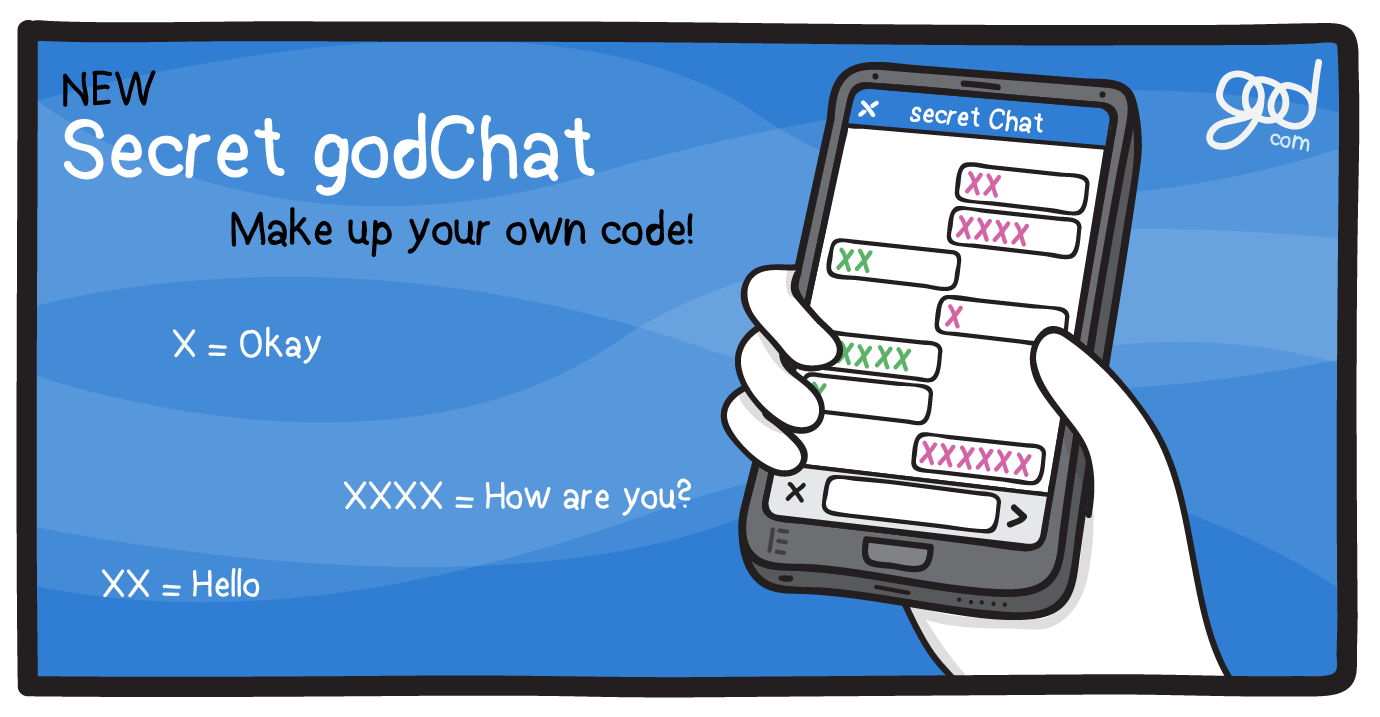 NEW
Secret godChat
Make up your own code!
X = Okay
XXXX = How are you?
XX = Hello
god
com
X secret Chat
XX
XXXX
XX
X
XXXX
X
XXXXXX
X >